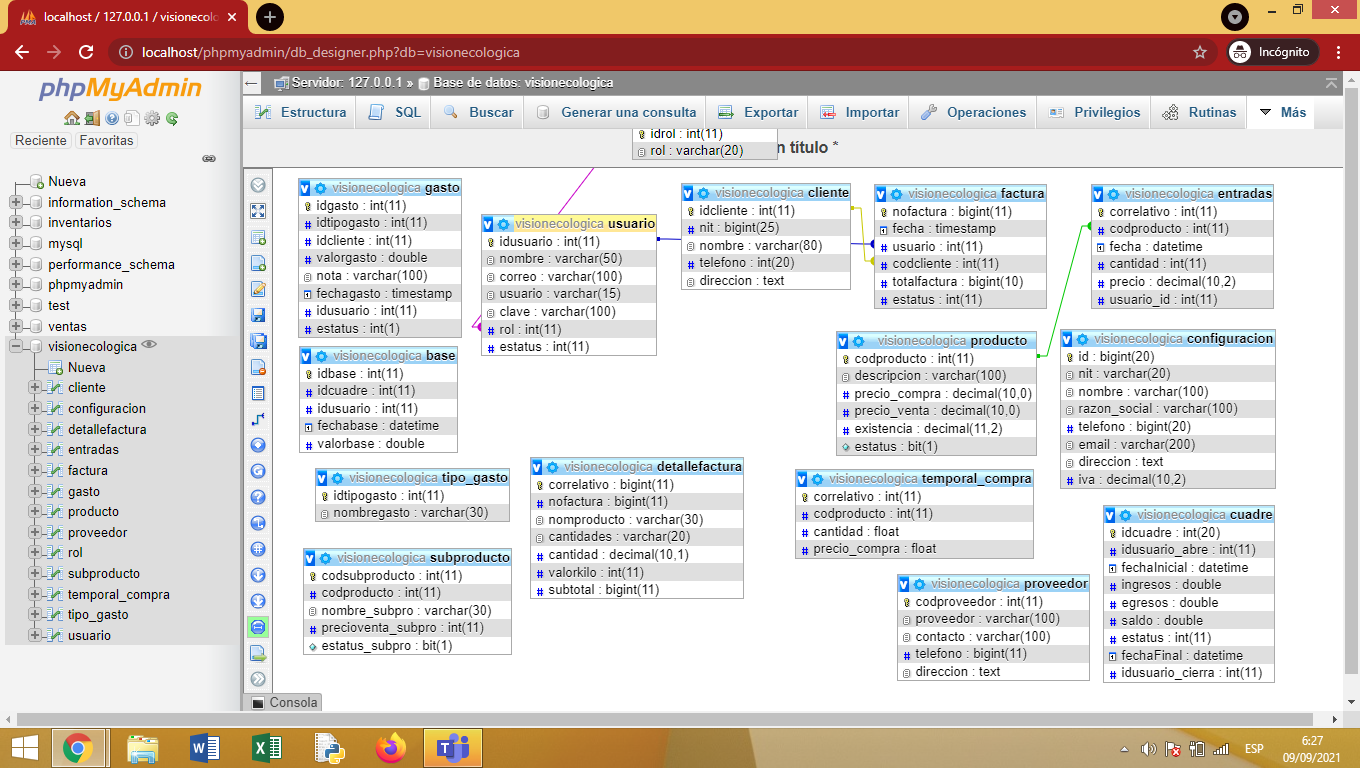 localhost / 127.0.0.1 / visionecolo
localhost/phpmyadmin/db_designer.php?db=visionecologica
Incógnito
phpMyAdmin
Reciente
Favoritas
Nueva
information_schema
inventarios
mysql
performance_schema
phpmyadmin
test
ventas
visionecologica
Nueva
cliente
configuracion
detallefactura
entradas
factura
gasto
producto
proveedor
rol
subproducto
temporal_compra
tipo_gasto
usuario
Servidor: 127.0.0.1 » Base de datos: visionecologica
Estructura
SQL
Buscar
Generar una consulta
Exportar
Importar
Operaciones
Privilegios
Rutinas
Más
idrol : int(11)
rol : varchar(20)
n título *
visionecologica gasto
idgasto : int(11)
idtipogasto : int(11)
idcliente : int(11)
valorgasto : double
nota : varchar(100)
fechagasto : timestamp
idusuario : int(11)
estatus : int(1)
visionecologica usuario
idusuario : int(11)
nombre : varchar(50)
correo : varchar(100)
usuario : varchar(15)
clave : varchar(100)
rol : int(11)
estatus : int(11)
visionecologica cliente
idcliente : int(11)
nit : bigint(25)
nombre : varchar(80)
telefono : int(20)
direccion : text
visionecologica factura
nofactura : bigint(11)
fecha : timestamp
usuario : int(11)
codcliente : int(11)
totalfactura : bigint(10)
estatus : int(11)
visionecologica entradas
correlativo : int(11)
codproducto : int(11)
fecha : datetime
cantidad : int(11)
precio : decimal(10,2)
usuario_id : int(11)
visionecologica base
idbase : int(11)
idcuadre : int(11)
idusuario : int(11)
fechabase : datetime
valorbase : double
visionecologica producto
codproducto : int(11)
descripcion : varchar(100)
precio_compra : decimal(10,0)
precio_venta : decimal(10,0)
existencia : decimal(11,2)
estatus : bit(1)
visionecologica configuracion
id : bigint(20)
nit : varchar(20)
nombre : varchar(100)
razon_social : varchar(100)
telefono : bigint(20)
email : varchar(200)
direccion : text
iva : decimal(10,2)
visionecologica tipo_gasto
idtipogasto : int(11)
nombregasto : varchar(30)
visionecologica detallefactura
correlativo : bigint(11)
nofactura : bigint(11)
nomproducto : varchar(30)
cantidades : varchar(20)
cantidad : decimal(10,1)
valorkilo : int(11)
subtotal : bigint(11)
visionecologica temporal_compra
correlativo : int(11)
codproducto : int(11)
cantidad : float
precio_compra : float
visionecologica subproducto
codsubproducto : int(11)
codproducto : int(11)
nombre_subpro : varchar(30)
precioventa_subpro : int(11)
estatus_subpro : bit(1)
visionecologica proveedor
codproveedor : int(11)
proveedor : varchar(100)
contacto : varchar(100)
telefono : bigint(11)
direccion : text
visionecologica cuadre
idcuadre : int(20)
idusuario_abre : int(11)
fechaInicial : datetime
ingresos : double
egresos : double
saldo : double
estatus : int(11)
fechaFinal : datetime
idusuario_cierra : int(11)
Consola
ESP
6:27
09/09/2021